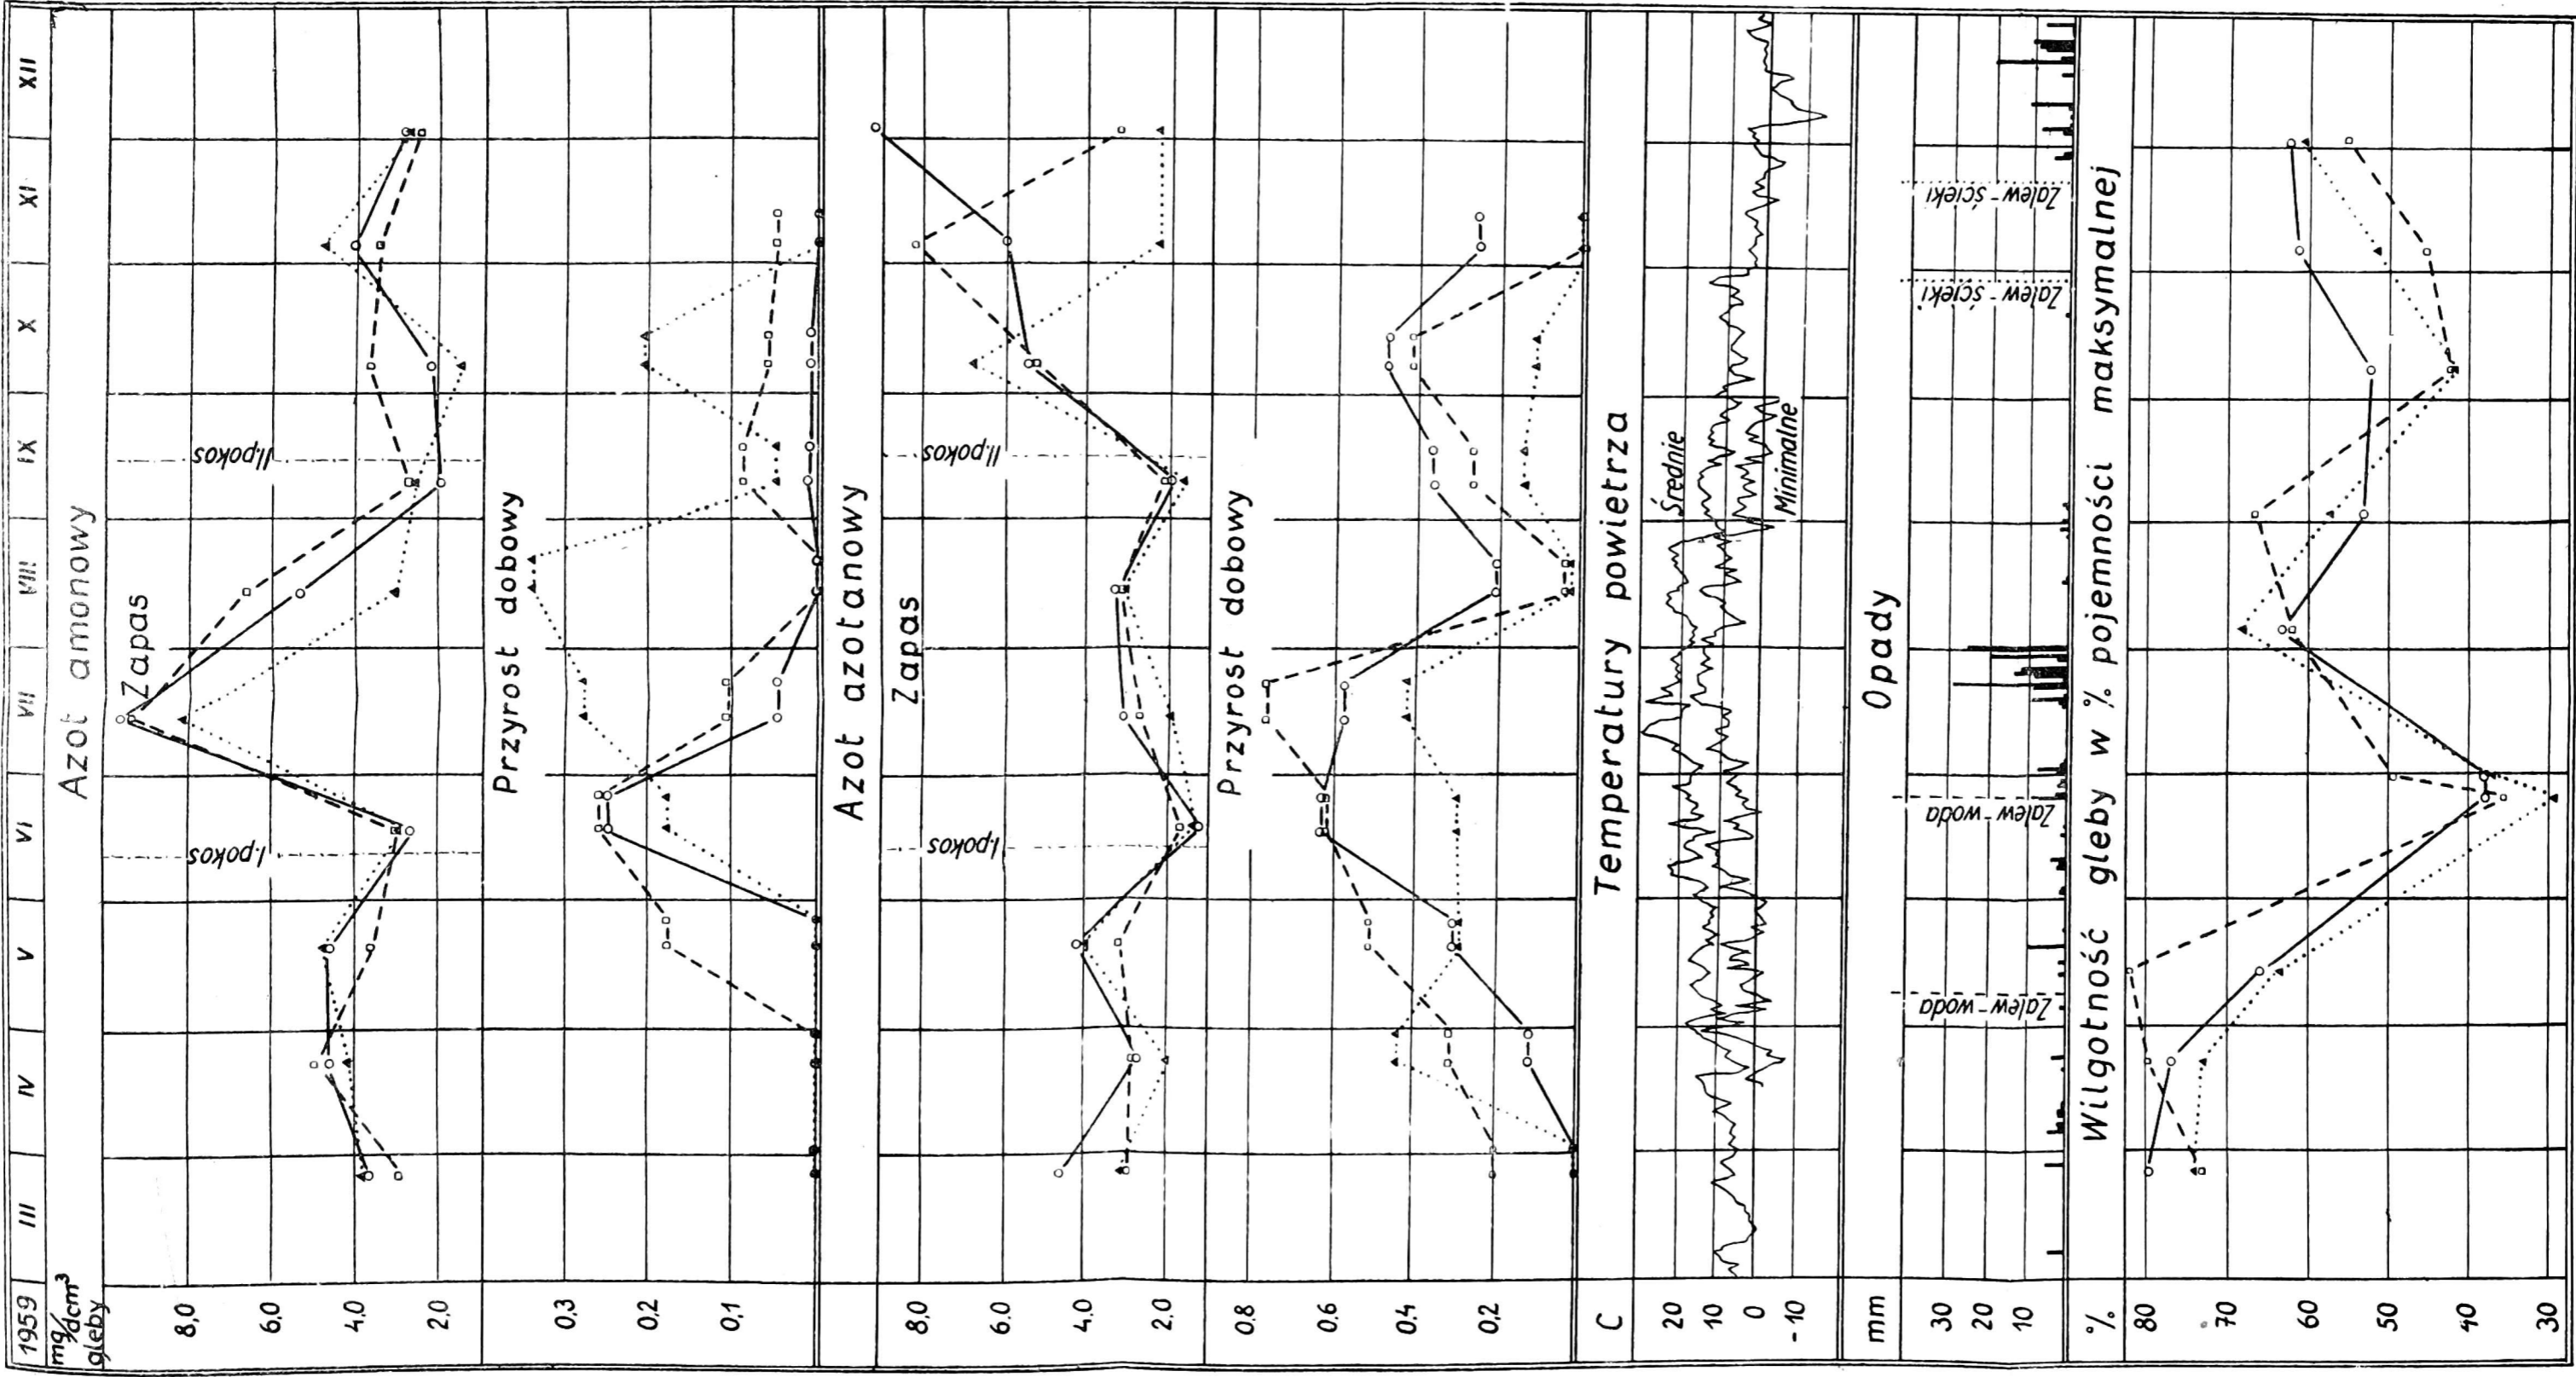 1959 III IV V VI VII VIII IX X XI XII
mg/dcm³
gleby
Azot amonowy
Zapas
I.pokos
II.pokos
8,0
6,0
4,0
2,0
Przyrost dobowy
0,3
0,2
0,1
Azot azotanowy
Zapas
I.pokos
II.pokos
8,0
6,0
4,0
2,0
Przyrost dobowy
0,8
0,6
0,4
0,2
C
Temperatury powietrza
Średnie
Minimalne
20
10
0
-10
mm
Opady
30
20
10
Zalew-woda
Zalew-woda
Zalew-ścieki
Zalew-ścieki
%
Wilgotność gleby w % pojemności maksymalnej
80
70
60
50
40
30